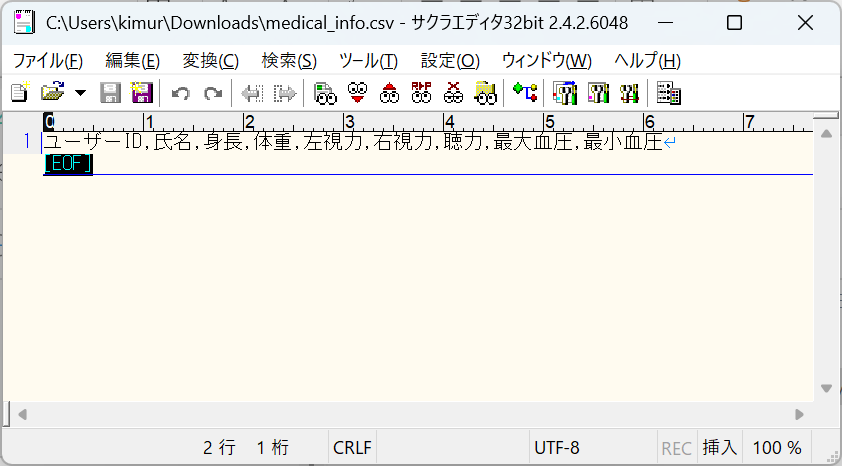 C:\Users\kimur\Downloads\medical_info.csv - サクラエディタ32bit 2.4.2.6048
ファイル(F) 編集(E) 変換(C) 検索(S) ツール(T) 設定(O) ウィンドウ(W) ヘルプ(H)
0 1 2 3 4 5 6 7
1 ユーザーID,氏名,身長,体重,左視力,右視力,聴力,最大血圧,最小血圧↵
[EOF]
2 行 1 桁 CRLF UTF-8 REC 挿入 100 %